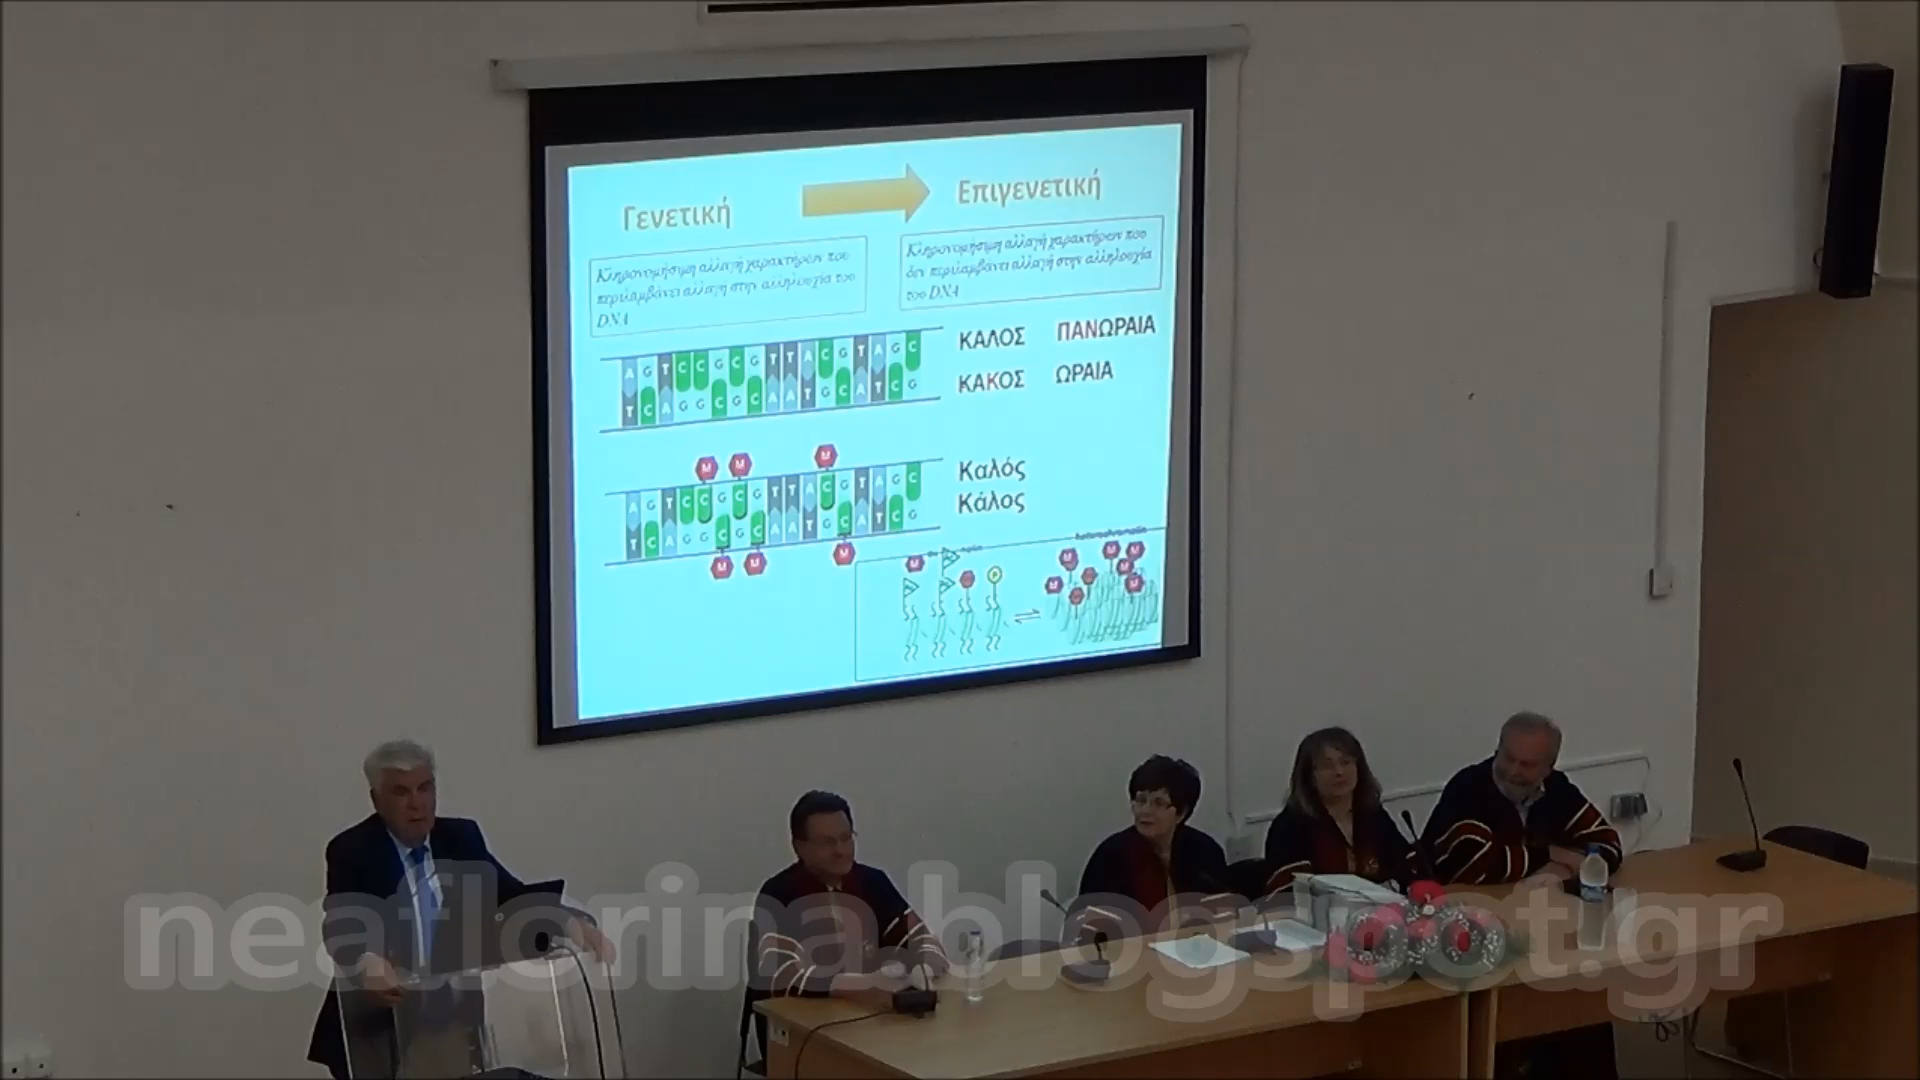 Γενετική
Επιγενετική
Κληρονομήσιμη αλλαγή χαρακτήρων που
περιλαμβάνει αλλαγή στην αλληλουχία του
DNA
Κληρονομήσιμη αλλαγή χαρακτήρων που
δεν περιλαμβάνει αλλαγή στην αλληλουχία
του DNA
A G T C C G C G T T A C G T A G C
T C A G G C G C A A T G C A T C G
ΚΑΛΟΣ ΠΑΝΩΡΑΙΑ
ΚΑΚΟΣ ΩΡΑΙΑ
M M M
A G T C C G C G T T A C G T A G C
T C A G G C G C A A T G C A T C G
M M M
Καλός
Κάλος
neaflorina.blogspot.gr